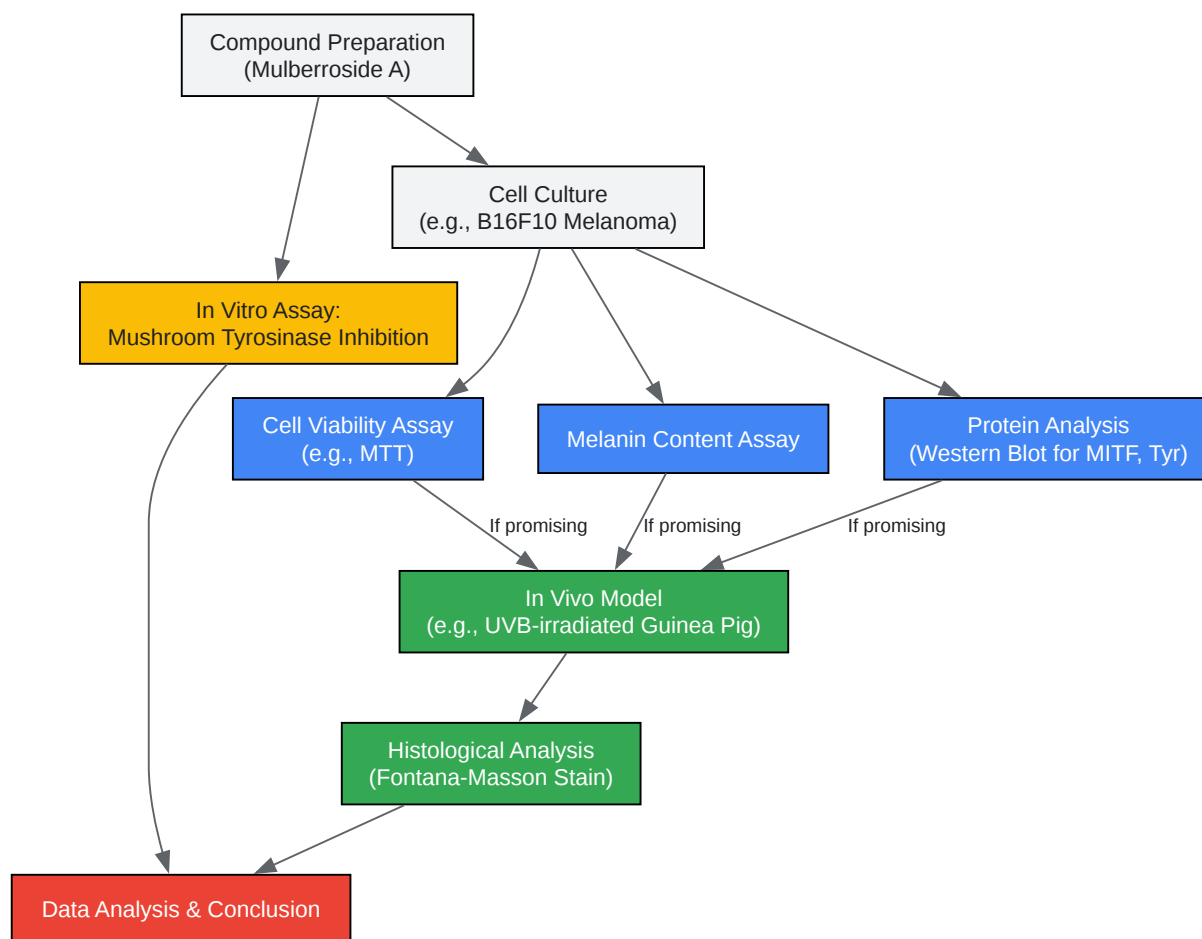 Compound Preparation
(Mulberroside A)
Cell Culture
(e.g., B16F10 Melanoma)
In Vitro Assay:
Mushroom Tyrosinase Inhibition
Cell Viability Assay
(e.g., MTT)
Melanin Content Assay
Protein Analysis
(Western Blot for MITF, Tyr)
If promising
If promising
If promising
In Vivo Model
(e.g., UVB-irradiated Guinea Pig)
Histological Analysis
(Fontana-Masson Stain)
Data Analysis & Conclusion